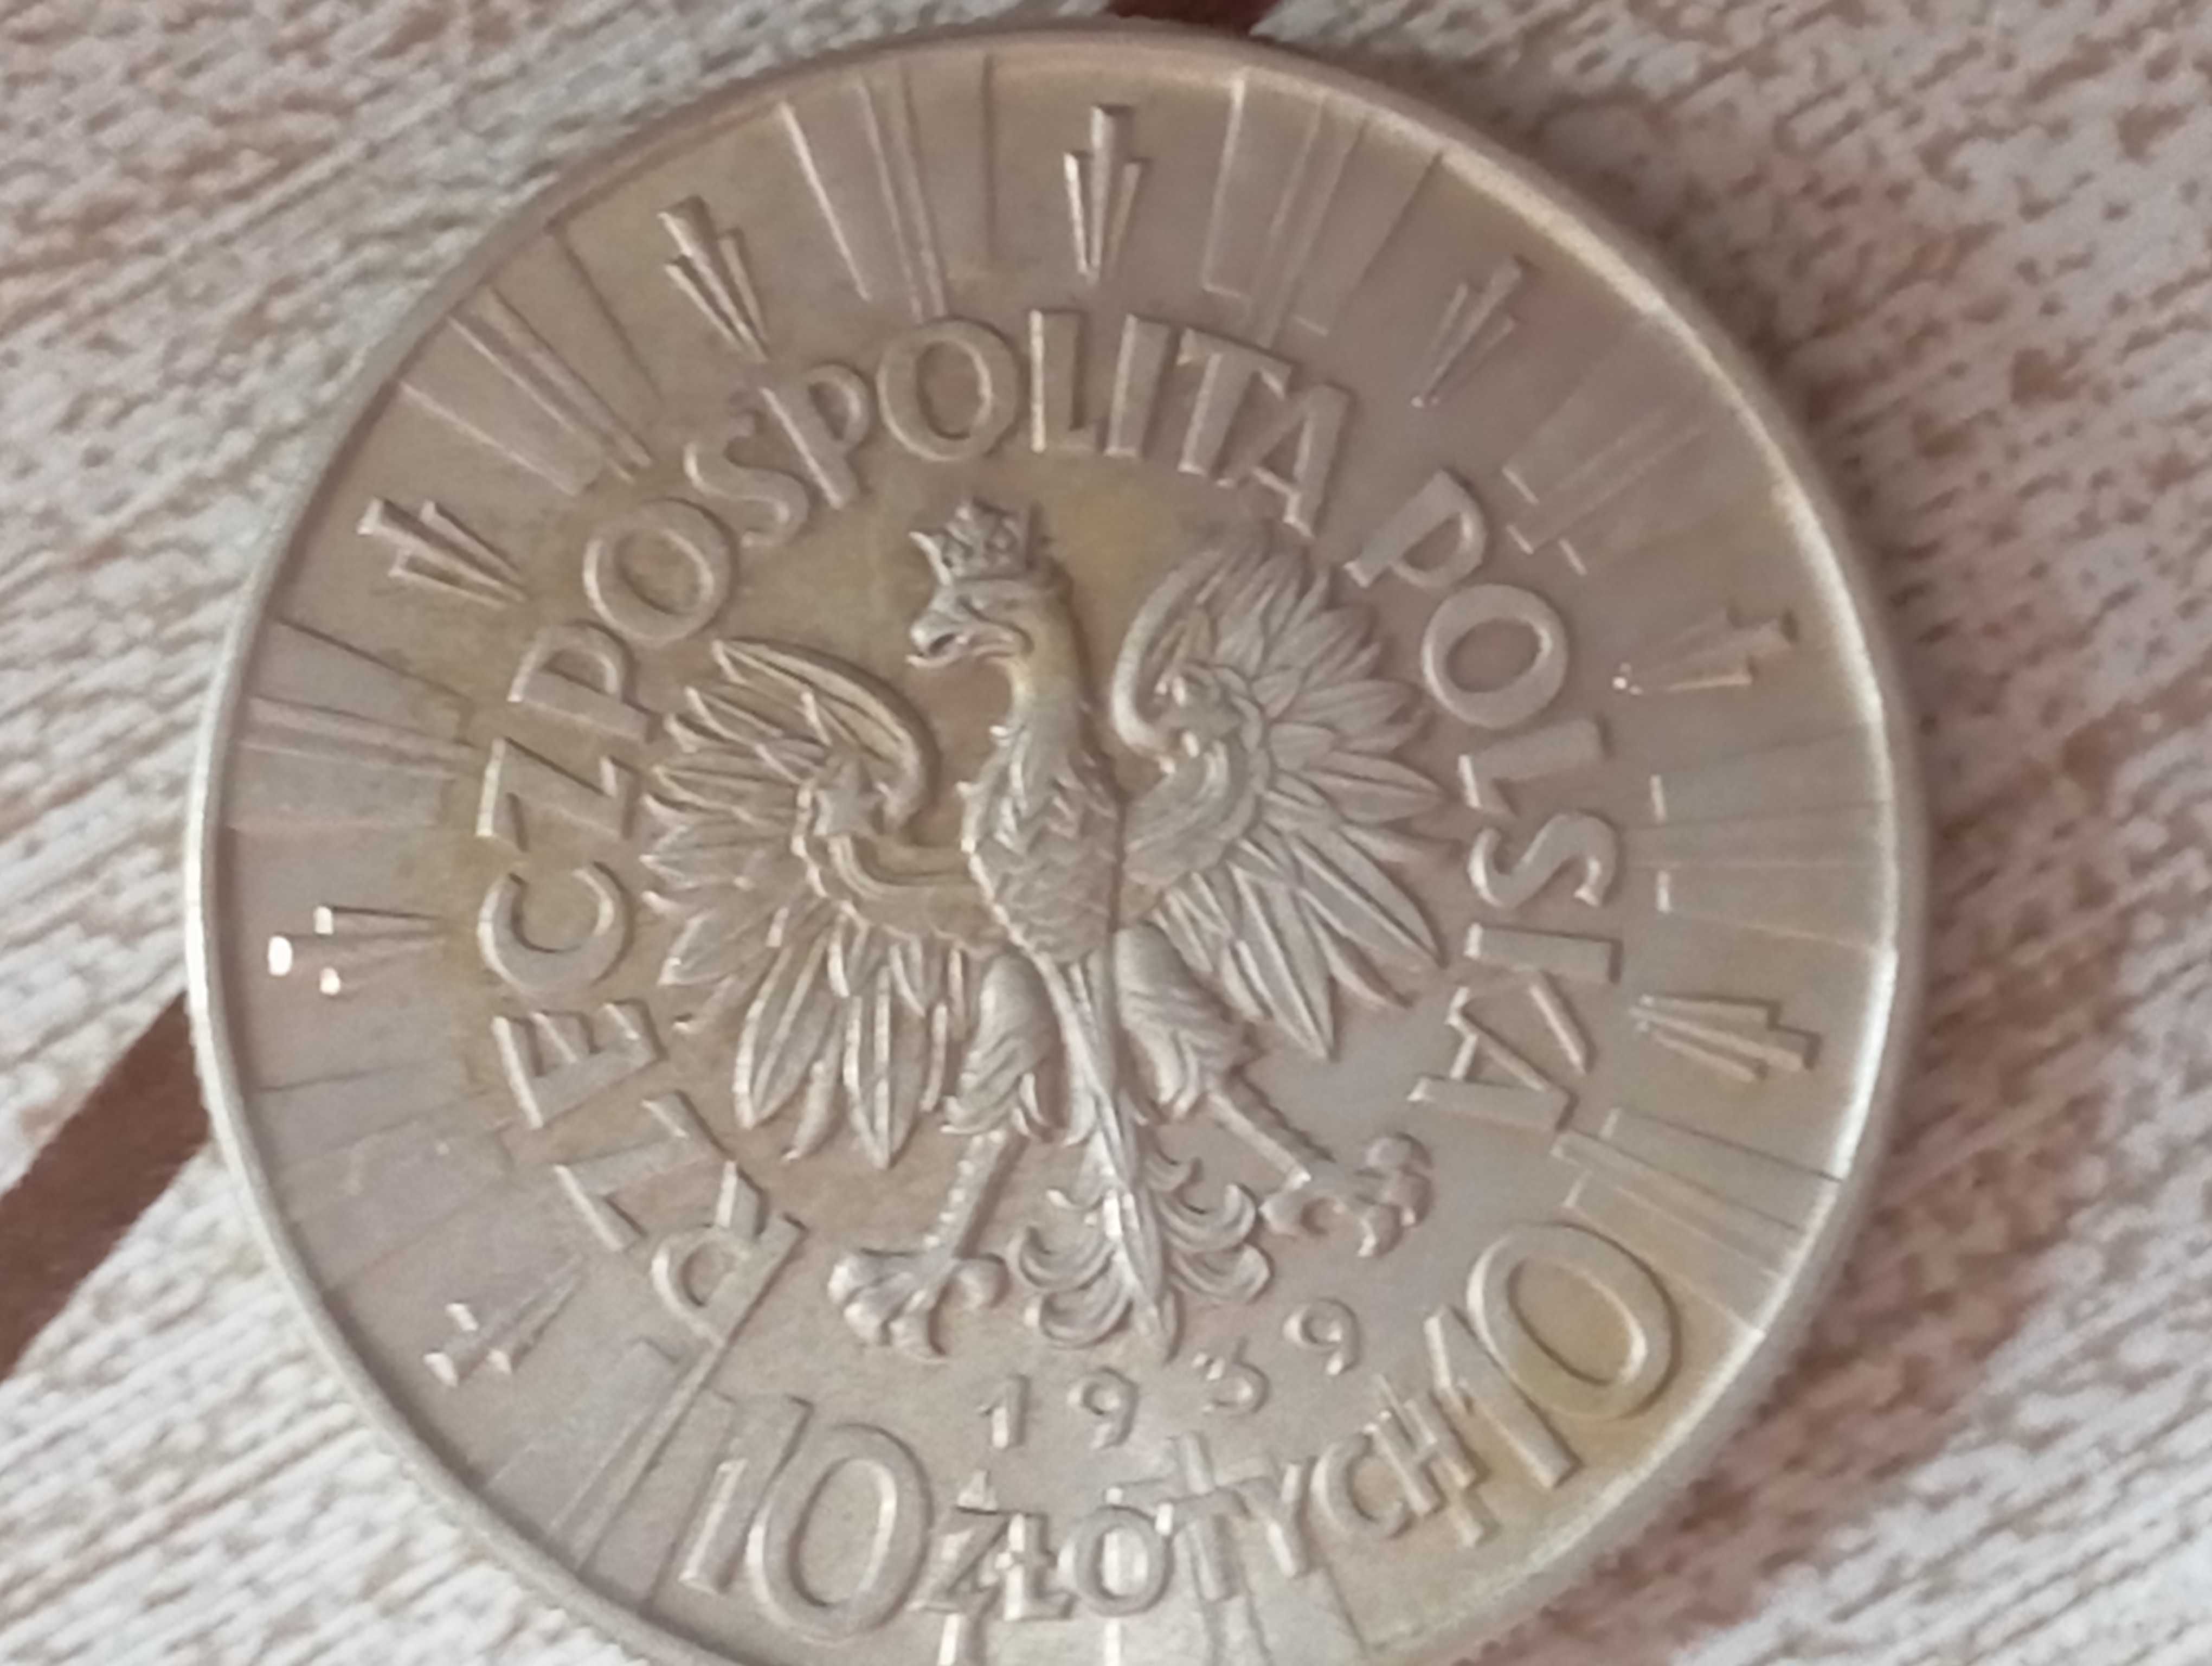 RZECZPOSPOLITA POLSKA
1939
10 ZŁOTYCH 10